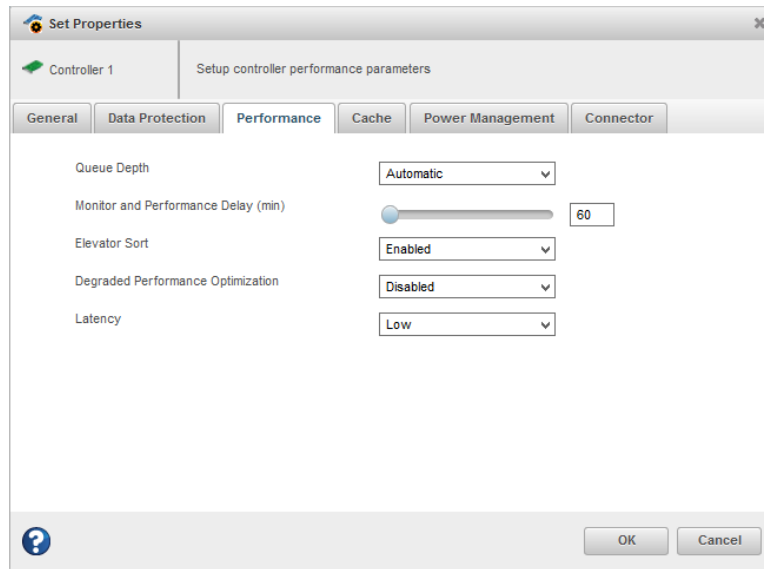 Set Properties
Controller 1
Setup controller performance parameters
General Data Protection Performance Cache Power Management Connector
Queue Depth Automatic
Monitor and Performance Delay (min) 60
Elevator Sort Enabled
Degraded Performance Optimization Disabled
Latency Low
? OK Cancel